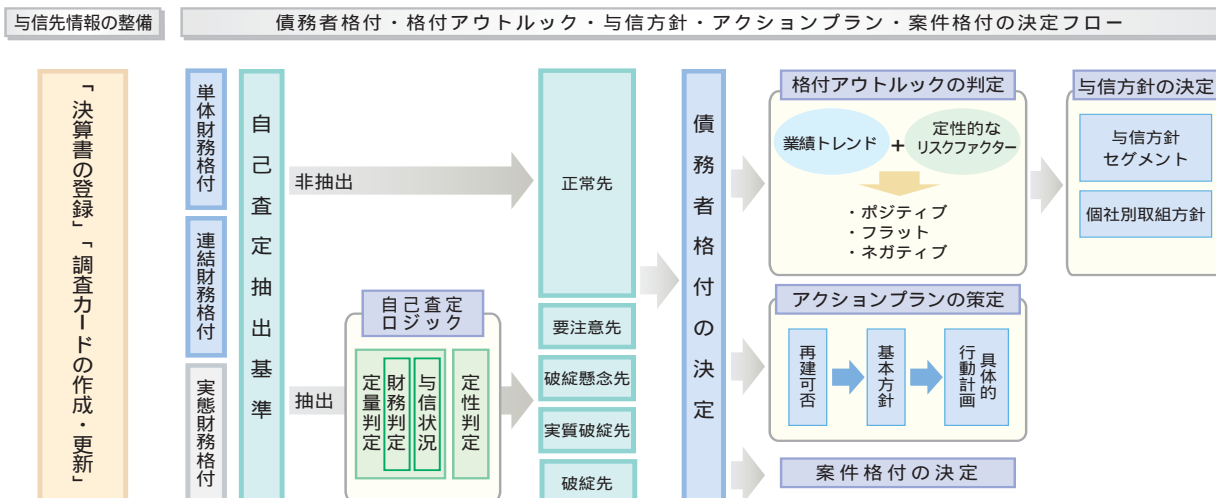 与信先情報の整備
債務者格付・格付アウトルック・与信方針・アクションプラン・案件格付の決定フロー
「決算書の登録」「調査カードの作成・更新」
単体財務格付
連結財務格付
実態財務格付
自己査定抽出基準
非抽出
抽出
自己査定
ロジック
定量判定
財務判定
与信状況
定性判定
正常先
要注意先
破綻懸念先
実質破綻先
破綻先
債務者格付の決定
格付アウトルックの判定
業績トレンド
+
定性的な
リスクファクター
・ポジティブ
・フラット
・ネガティブ
与信方針の決定
与信方針
セグメント
個社別取組方針
アクションプランの策定
再建可否
基本方針
具体的
行動計画
案件格付の決定